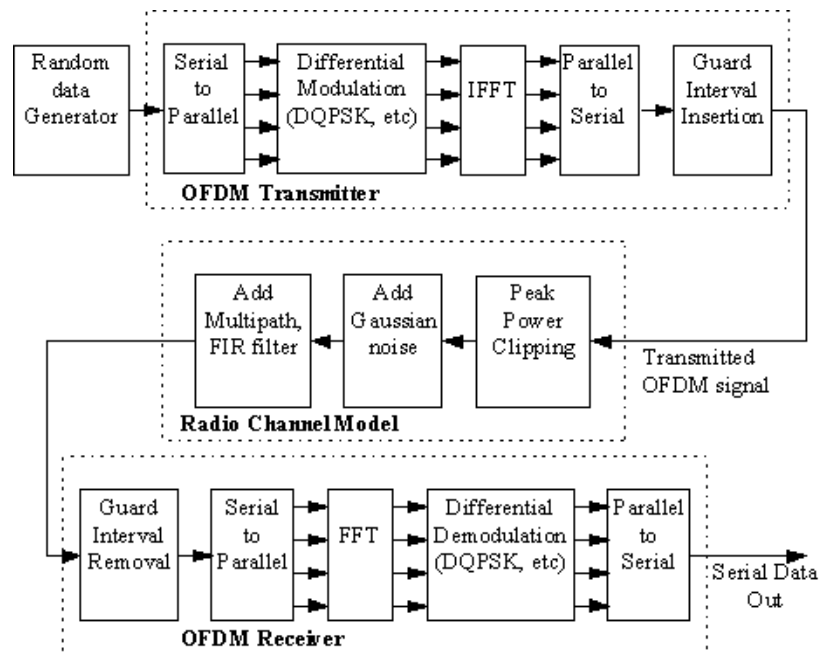 Random
data
Generator
Serial
to
Parallel
Differential
Modulation
(DQPSK, etc)
IFFT
Parallel
to
Serial
Guard
Interval
Insertion
OFDM Transmitter
Add
Multipath,
FIR filter
Add
Gaussian
noise
Peak
Power
Clipping
Transmitted
OFDM signal
Radio Channel Model
Guard
Interval
Removal
Serial
to
Parallel
FFT
Differential
Demodulation
(DQPSK, etc)
Parallel
to
Serial
Serial Data
Out
OFDM Receiver